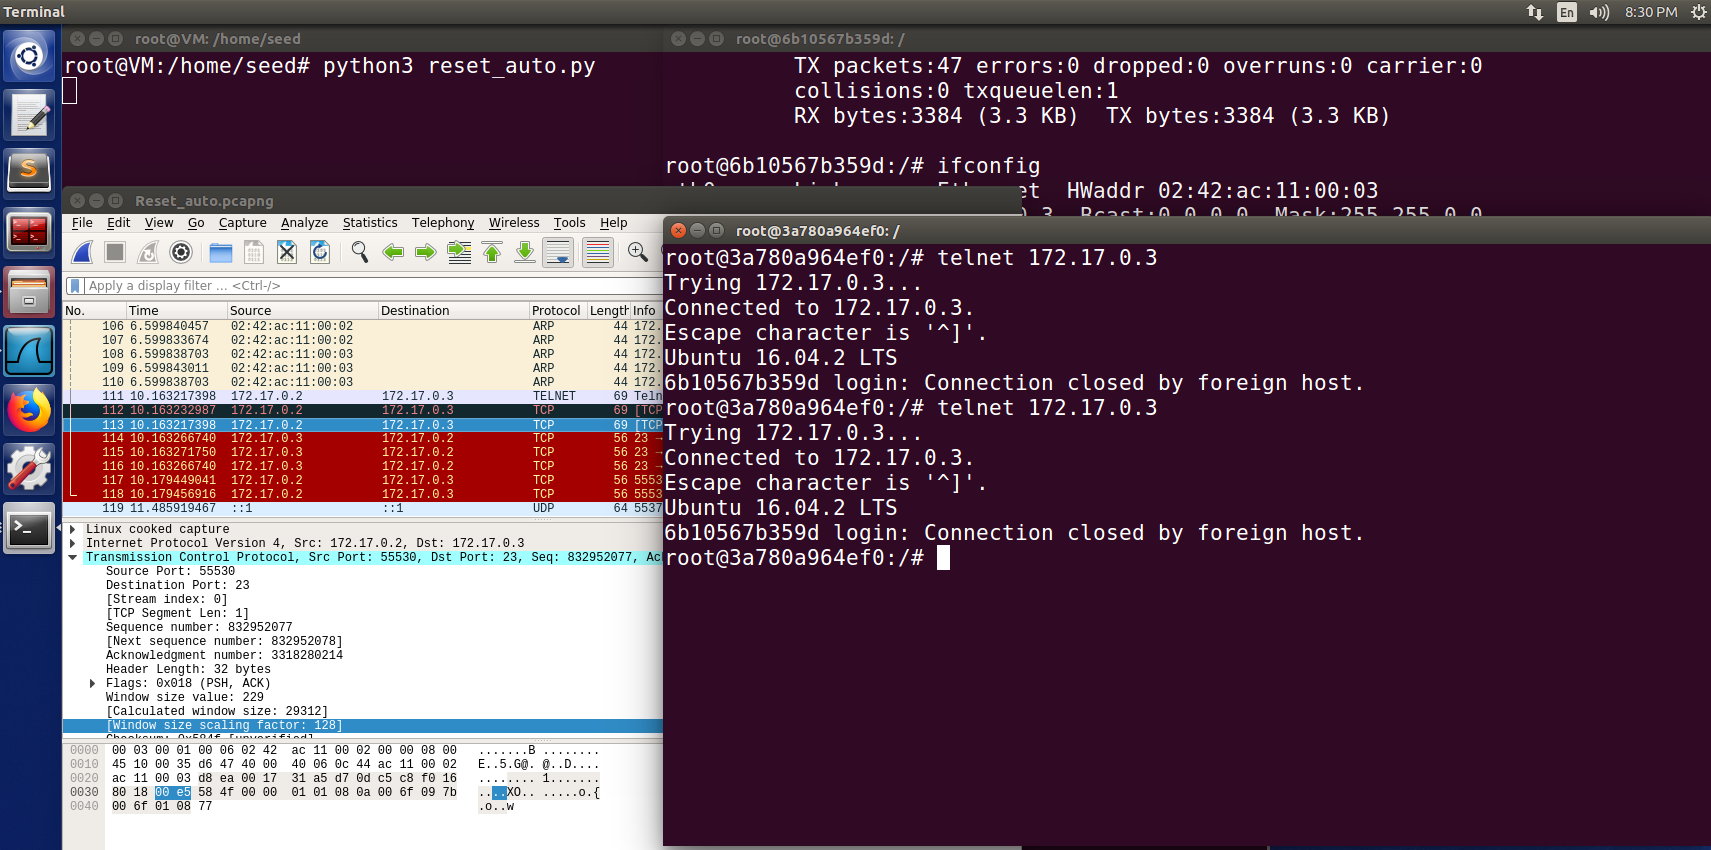 Terminal
En
8:30 PM
root@VM: /home/seed
root@VM:/home/seed# python3 reset_auto.py
root@6b10567b359d: /
TX packets:47 errors:0 dropped:0 overruns:0 carrier:0
collisions:0 txqueuelen:1
RX bytes:3384 (3.3 KB)  TX bytes:3384 (3.3 KB)
root@6b10567b359d:/# ifconfig
HWaddr 02:42:ac:11:00:03
Reset_auto.pcapng
File Edit View Go Capture Analyze Statistics Telephony Wireless Tools Help
Apply a display filter ... <Ctrl-/>
No. Time Source Destination Protocol Length Info
106 6.599840457 02:42:ac:11:00:02 ARP 44 172.
107 6.599833674 02:42:ac:11:00:02 ARP 44 172.
108 6.599838703 02:42:ac:11:00:03 ARP 44 172.
109 6.599843011 02:42:ac:11:00:03 ARP 44 172.
110 6.599838703 02:42:ac:11:00:03 ARP 44 172.
111 10.163217398 172.17.0.2 172.17.0.3 TELNET 69 Teln
112 10.163232987 172.17.0.2 172.17.0.3 TCP 69 [TCP
113 10.163217398 172.17.0.2 172.17.0.3 TCP 69 [TCP
114 10.163266740 172.17.0.3 172.17.0.2 TCP 56 23 →
115 10.163271750 172.17.0.3 172.17.0.2 TCP 56 23 →
116 10.163266740 172.17.0.3 172.17.0.2 TCP 56 23 →
117 10.179449041 172.17.0.2 172.17.0.3 TCP 56 5553
118 10.179456916 172.17.0.2 172.17.0.3 TCP 56 5553
119 11.485919467 ::1 ::1 UDP 64 5537
Linux cooked capture
Internet Protocol Version 4, Src: 172.17.0.2, Dst: 172.17.0.3
Transmission Control Protocol, Src Port: 55530, Dst Port: 23, Seq: 832952077, Ack
Source Port: 55530
Destination Port: 23
[Stream index: 0]
[TCP Segment Len: 1]
Sequence number: 832952077
[Next sequence number: 832952078]
Acknowledgment number: 3318280214
Header Length: 32 bytes
Flags: 0x018 (PSH, ACK)
Window size value: 229
[Calculated window size: 29312]
[Window size scaling factor: 128]
Checksum: 0x584f [unverified]
0000 00 03 00 01 00 06 02 42 ac 11 00 02 00 00 08 00 .......B ........
0010 45 10 00 35 d6 47 40 00 40 06 0c 44 ac 11 00 02 E..5.G@. @..D....
0020 ac 11 00 03 d8 ea 00 17 31 a5 d7 0d c5 c8 f0 16 ........ 1.......
0030 80 18 00 e5 58 4f 00 00 01 01 08 0a 00 6f 09 7b ....XO.. .....o.{
0040 00 6f 01 08 77 .o..w
root@3a780a964ef0: /
root@3a780a964ef0:/# telnet 172.17.0.3
Trying 172.17.0.3...
Connected to 172.17.0.3.
Escape character is '^]'.
Ubuntu 16.04.2 LTS
6b10567b359d login: Connection closed by foreign host.
root@3a780a964ef0:/# telnet 172.17.0.3
Trying 172.17.0.3...
Connected to 172.17.0.3.
Escape character is '^]'.
Ubuntu 16.04.2 LTS
6b10567b359d login: Connection closed by foreign host.
root@3a780a964ef0:/#